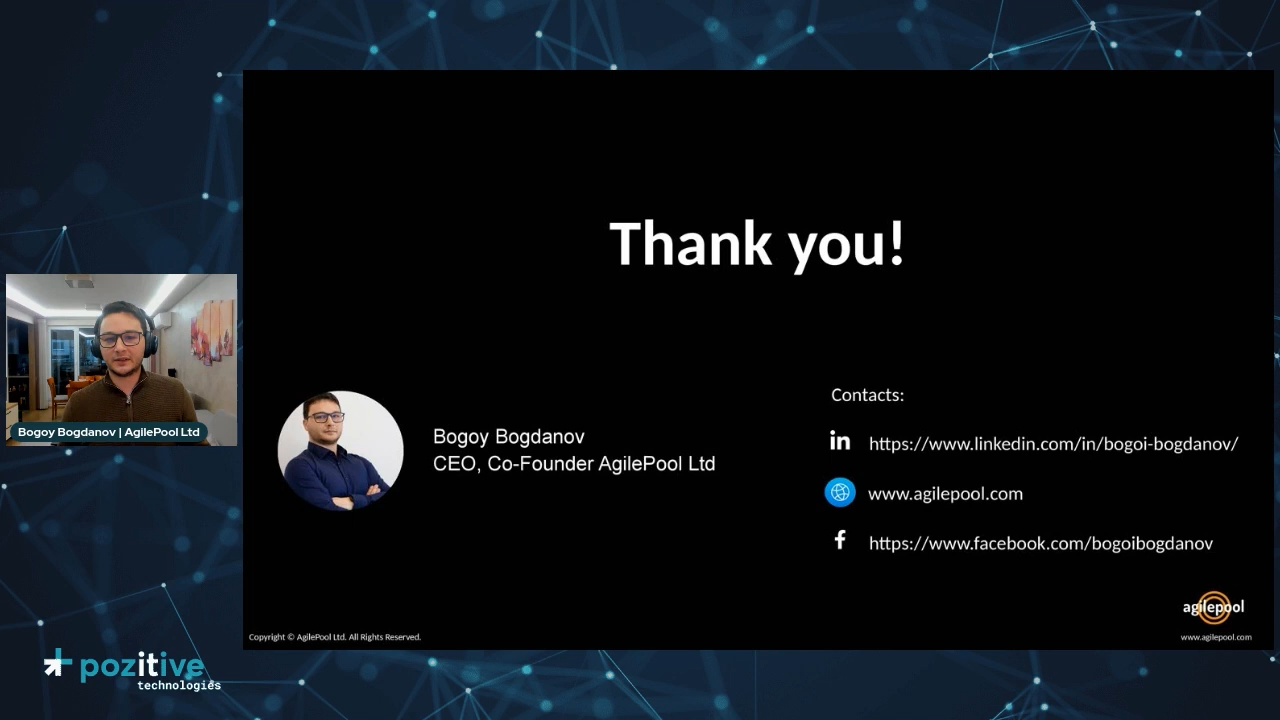 Thank you!
Bogoy Bogdanov | AgilePool Ltd
Bogoy Bogdanov
CEO, Co-Founder AgilePool Ltd
Contacts:
in https://www.linkedin.com/in/bogoi-bogdanov/
www.agilepool.com
f https://www.facebook.com/bogoibogdanov
agilepool
www.agilepool.com
Copyright © AgilePool Ltd. All Rights Reserved.
pozitive
technologies